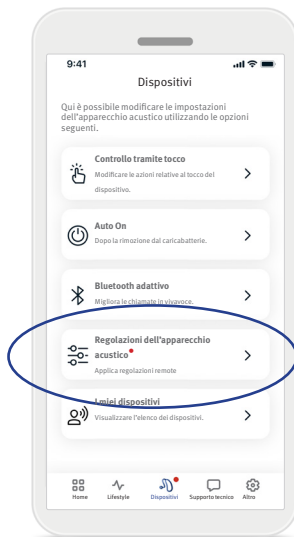 9:41
Dispositivi
Qui è possibile modificare le impostazioni
dell'apparecchio acustico utilizzando le opzioni
seguenti.
Controllo tramite tocco
Modificare le azioni relative al tocco del
dispositivo.
Auto On
Dopo la rimozione dal caricabatterie.
Bluetooth adattivo
Migliora le chiamate in vivavoce.
Regolazioni dell'apparecchio
acustico
Applica regolazioni remote
I miei dispositivi
Visualizzare l'elenco dei dispositivi.
Home Lifestyle Dispositivi Supporto tecnico Altro